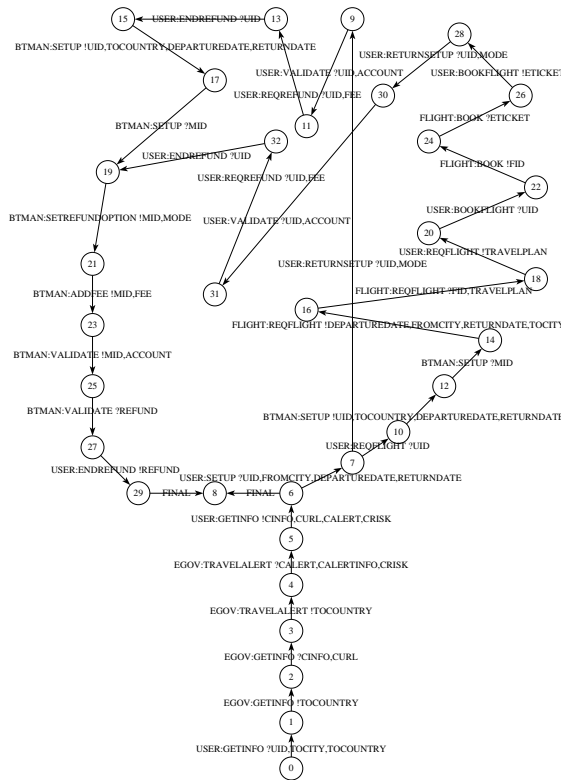 15
USER:ENDREFUND ?UID
13
9
28
BTMAN:SETUP !UID,TOCOUNTRY,DEPARTUREDATE,RETURNDATE
USER:RETURNSETUP ?UID,MODE
17
USER:VALIDATE ?UID,ACCOUNT
USER:BOOKFLIGHT !ETICKET
USER:REQREFUND ?UID,FEE
30
26
BTMAN:SETUP ?MID
11
FLIGHT:BOOK ?ETICKET
32
24
USER:ENDREFUND ?UID
FLIGHT:BOOK !FID
19
USER:REQREFUND ?UID,FEE
22
BTMAN:SETREFUNDOPTION !MID,MODE
USER:VALIDATE ?UID,ACCOUNT
USER:BOOKFLIGHT ?UID
20
USER:REQFLIGHT !TRAVELPLAN
21
USER:RETURNSETUP ?UID,MODE
18
BTMAN:ADDFEE !MID,FEE
31
FLIGHT:REQFLIGHT ?FID,TRAVELPLAN
16
23
FLIGHT:REQFLIGHT !DEPARTUREDATE,FROMCITY,RETURNDATE,TOCITY
14
BTMAN:VALIDATE !MID,ACCOUNT
BTMAN:SETUP ?MID
25
12
BTMAN:VALIDATE ?REFUND
BTMAN:SETUP !UID,TOCOUNTRY,DEPARTUREDATE,RETURNDATE
10
27
USER:REQFLIGHT ?UID
7
USER:ENDREFUND !REFUND
USER:SETUP ?UID,FROMCITY,DEPARTUREDATE,RETURNDATE
29
FINAL
8
FINAL
6
USER:GETINFO !CINFO,CURL,CALERT,CRISK
5
EGOV:TRAVELALERT ?CALERT,CALERTINFO,CRISK
4
EGOV:TRAVELALERT !TOCOUNTRY
3
EGOV:GETINFO ?CINFO,CURL
2
EGOV:GETINFO !TOCOUNTRY
1
USER:GETINFO ?UID,TOCITY,TOCOUNTRY
0